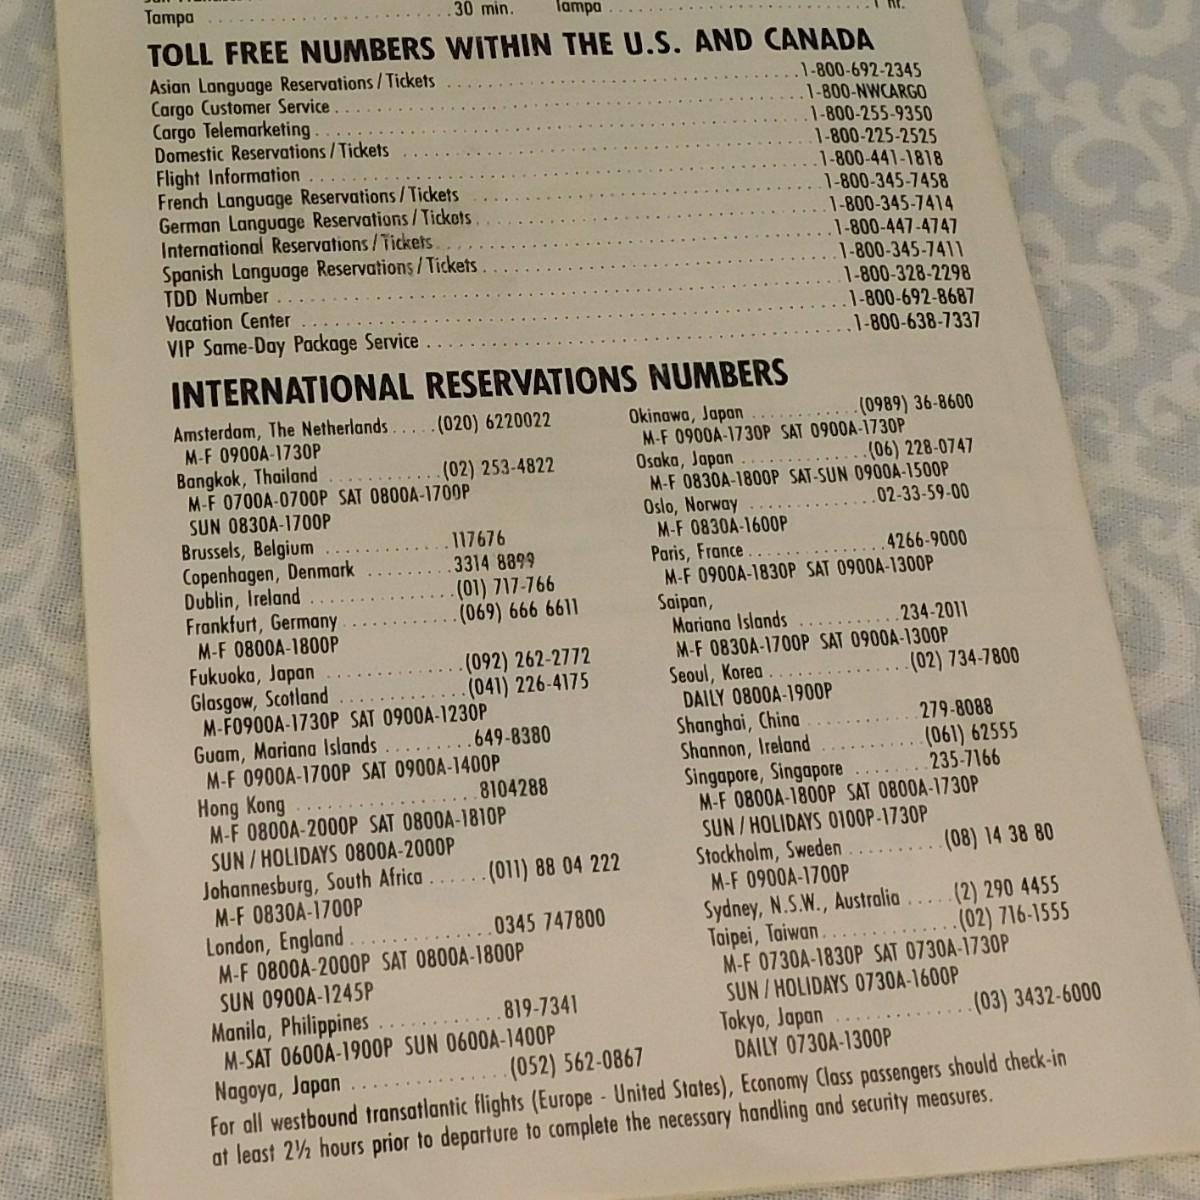 Tampa .......... 30 min. Tampa .......... 1 hr.
TOLL FREE NUMBERS WITHIN THE U.S. AND CANADA
Asian Language Reservations/Tickets .......... 1-800-692-2345
Cargo Customer Service .......... 1-800-NWCARGO
Cargo Telemarketing .......... 1-800-255-9350
Domestic Reservations/Tickets .......... 1-800-225-2525
Flight Information .......... 1-800-441-1818
French Language Reservations/Tickets .......... 1-800-345-7458
German Language Reservations/Tickets .......... 1-800-345-7414
International Reservations/Tickets .......... 1-800-447-4747
Spanish Language Reservations/Tickets .......... 1-800-345-7411
TDD Number .......... 1-800-328-2298
Vacation Center .......... 1-800-692-8687
VIP Same-Day Package Service .......... 1-800-638-7337
INTERNATIONAL RESERVATIONS NUMBERS
Amsterdam, The Netherlands ..... (020) 6220022
M-F 0900A-1730P
Bangkok, Thailand .......... (02) 253-4822
M-F 0700A-0700P SAT 0800A-1700P
SUN 0830A-1700P
Brussels, Belgium .......... 117676
Copenhagen, Denmark .......... 3314 8899
Dublin, Ireland .......... (01) 717-766
Frankfurt, Germany .......... (069) 666 6611
M-F 0800A-1800P
Fukuoka, Japan .......... (092) 262-2772
Glasgow, Scotland .......... (041) 226-4175
M-F0900A-1730P SAT 0900A-1230P
Guam, Mariana Islands .......... 649-8380
M-F 0900A-1700P SAT 0900A-1400P
Hong Kong .......... 8104288
M-F 0800A-2000P SAT 0800A-1810P
SUN/HOLIDAYS 0800A-2000P
Johannesburg, South Africa ...... (011) 88 04 222
M-F 0830A-1700P
London, England .......... 0345 747800
M-F 0800A-2000P SAT 0800A-1800P
SUN 0900A-1245P
Manila, Philippines .......... 819-7341
M-SAT 0600A-1900P SUN 0600A-1400P
Nagoya, Japan .......... (052) 562-0867
Okinawa, Japan .......... (0989) 36-8600
M-F 0900A-1730P SAT 0900A-1730P
Osaka, Japan .......... (06) 228-0747
M-F 0830A-1800P SAT-SUN 0900A-1500P
Oslo, Norway .......... 02-33-59-00
M-F 0830A-1600P
Paris, France .......... 4266-9000
M-F 0900A-1830P SAT 0900A-1300P
Saipan,
Mariana Islands .......... 234-2011
M-F 0830A-1700P SAT 0900A-1300P
Seoul, Korea .......... (02) 734-7800
DAILY 0800A-1900P
Shanghai, China .......... 279-8088
Shannon, Ireland .......... (061) 62555
Singapore, Singapore ........ 235-7166
M-F 0800A-1800P SAT 0800A-1730P
SUN/HOLIDAYS 0100P-1730P
Stockholm, Sweden .......... (08) 14 38 80
M-F 0900A-1700P
Sydney, N.S.W., Australia ..... (2) 290 4455
Taipei, Taiwan .......... (02) 716-1555
M-F 0730A-1830P SAT 0730A-1730P
SUN/HOLIDAYS 0730A-1600P
Tokyo, Japan .......... (03) 3432-6000
DAILY 0730A-1300P
For all westbound transatlantic flights (Europe - United States), Economy Class passengers should check-in
at least 2½ hours prior to departure to complete the necessary handling and security measures.